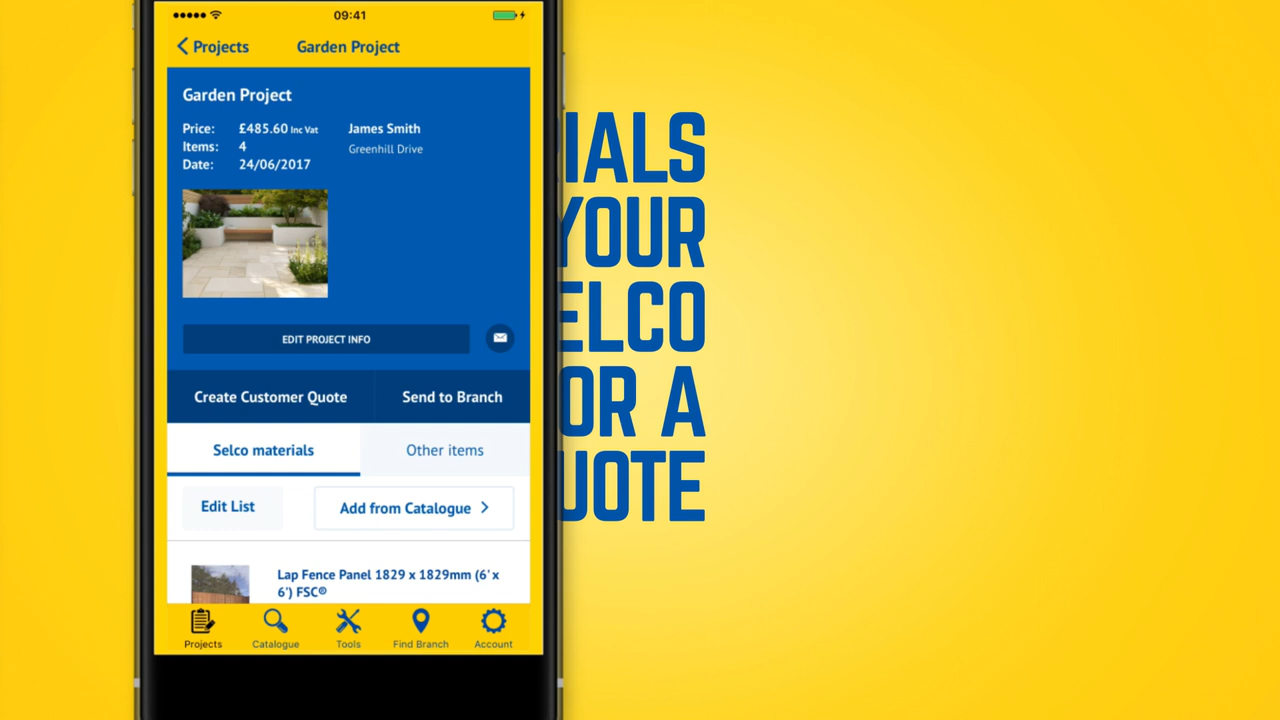 09:41
Projects
Garden Project
Garden Project
Price: £485.60 Inc Vat
Items: 4
Date: 24/06/2017
James Smith
Greenhill Drive
EDIT PROJECT INFO
Create Customer Quote
Send to Branch
Selco materials
Other items
Edit List
Add from Catalogue
Lap Fence Panel 1829 x 1829mm (6' x
6') FSC®
Projects
Catalogue
Tools
Find Branch
Account
IALS
YOUR
ELCO
OR A
UOTE